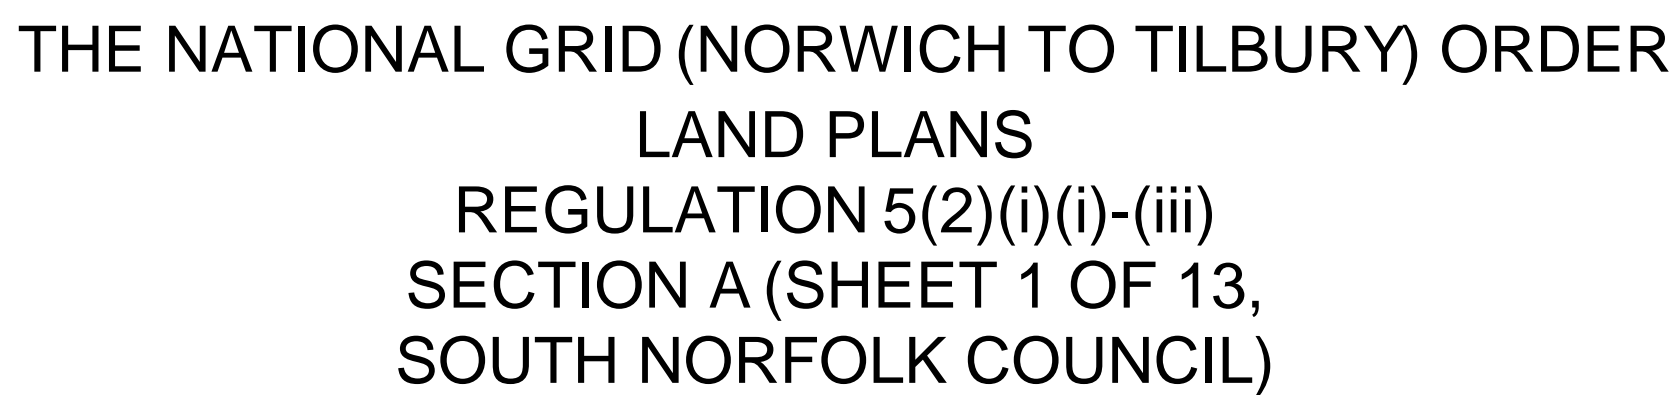 THE NATIONAL GRID (NORWICH TO TILBURY) ORDER
LAND PLANS
REGULATION 5(2)(i)(i)-(iii)
SECTION A (SHEET 1 OF 13,
SOUTH NORFOLK COUNCIL)